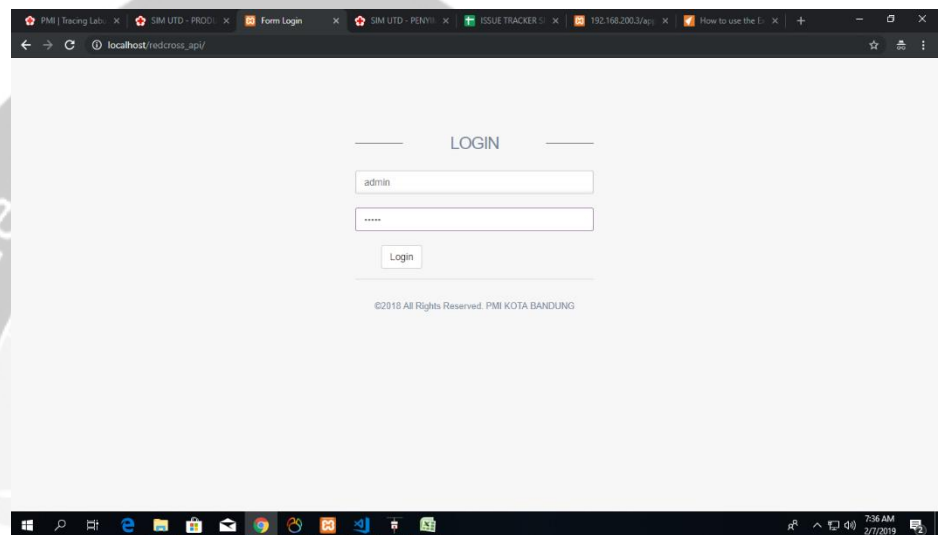 PMI | Tracing Labo
SIM UTD - PRODU
Form Login
SIM UTD - PENYI
ISSUE TRACKER S
192.168.200.3/ap
How to use the E
localhost/redcross_api/
LOGIN
admin
Login
©2018 All Rights Reserved. PMI KOTA BANDUNG
7:36 AM
2/7/2019